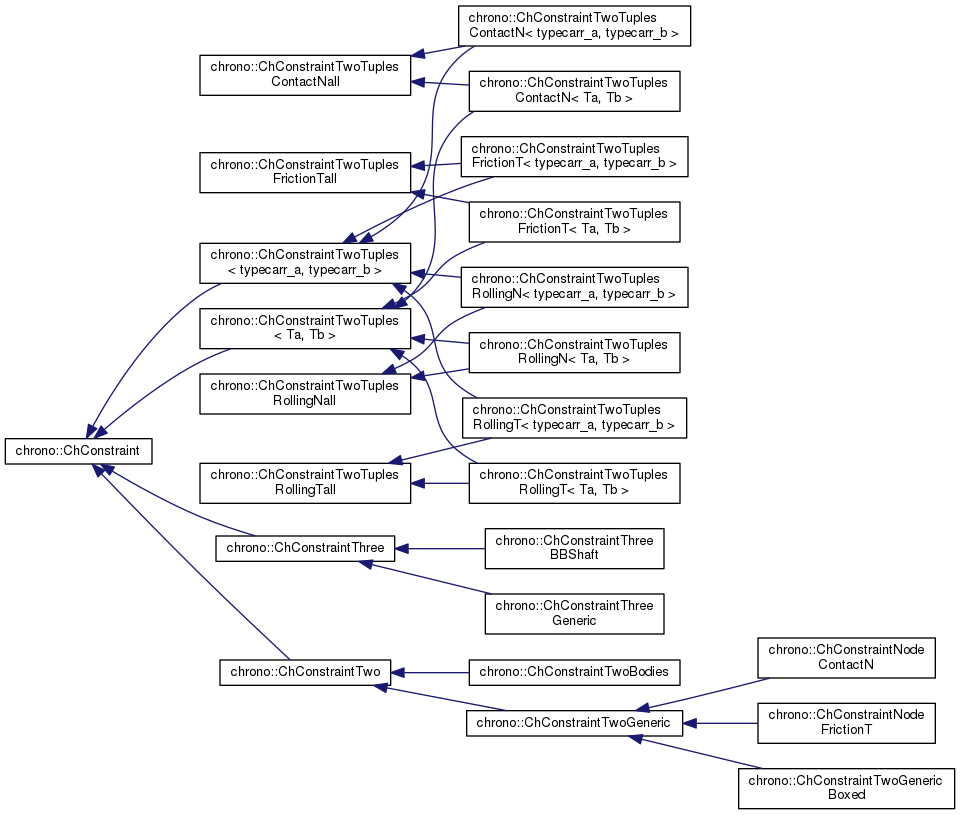 chrono::ChConstraintTwoTuples
ContactN< typecarr_a, typecarr_b >
chrono::ChConstraintTwoTuples
ContactNall
chrono::ChConstraintTwoTuples
ContactN< Ta, Tb >
chrono::ChConstraintTwoTuples
FrictionT< typecarr_a, typecarr_b >
chrono::ChConstraintTwoTuples
FrictionTall
chrono::ChConstraintTwoTuples
FrictionT< Ta, Tb >
chrono::ChConstraintTwoTuples
< typecarr_a, typecarr_b >
chrono::ChConstraintTwoTuples
RollingN< typecarr_a, typecarr_b >
chrono::ChConstraintTwoTuples
< Ta, Tb >
chrono::ChConstraintTwoTuples
RollingN< Ta, Tb >
chrono::ChConstraintTwoTuples
RollingNall
chrono::ChConstraintTwoTuples
RollingT< typecarr_a, typecarr_b >
chrono::ChConstraint
chrono::ChConstraintTwoTuples
RollingTall
chrono::ChConstraintTwoTuples
RollingT< Ta, Tb >
chrono::ChConstraintThree
chrono::ChConstraintThree
BBShaft
chrono::ChConstraintThree
Generic
chrono::ChConstraintTwo
chrono::ChConstraintTwoBodies
chrono::ChConstraintNode
ContactN
chrono::ChConstraintTwoGeneric
chrono::ChConstraintNode
FrictionT
chrono::ChConstraintTwoGeneric
Boxed